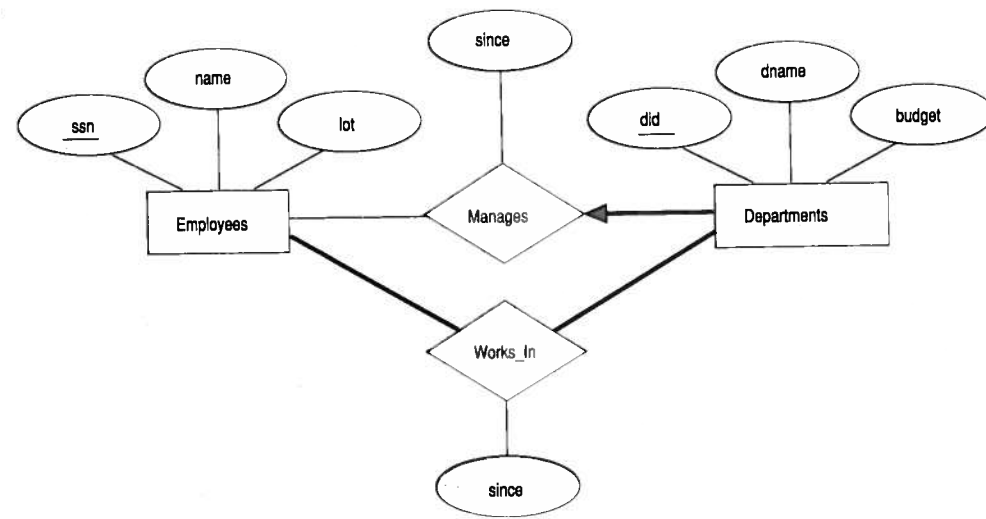 since
name
dname
ssn
lot
did
budget
Employees
Manages
Departments
Works_In
since